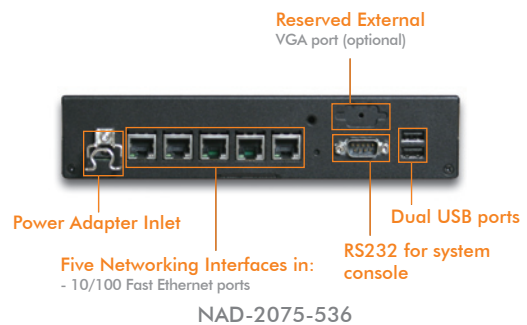 Reserved External
VGA port (optional)
Power Adapter Inlet
Dual USB ports
RS232 for system
console
Five Networking Interfaces in:
- 10/100 Fast Ethernet ports
NAD-2075-536